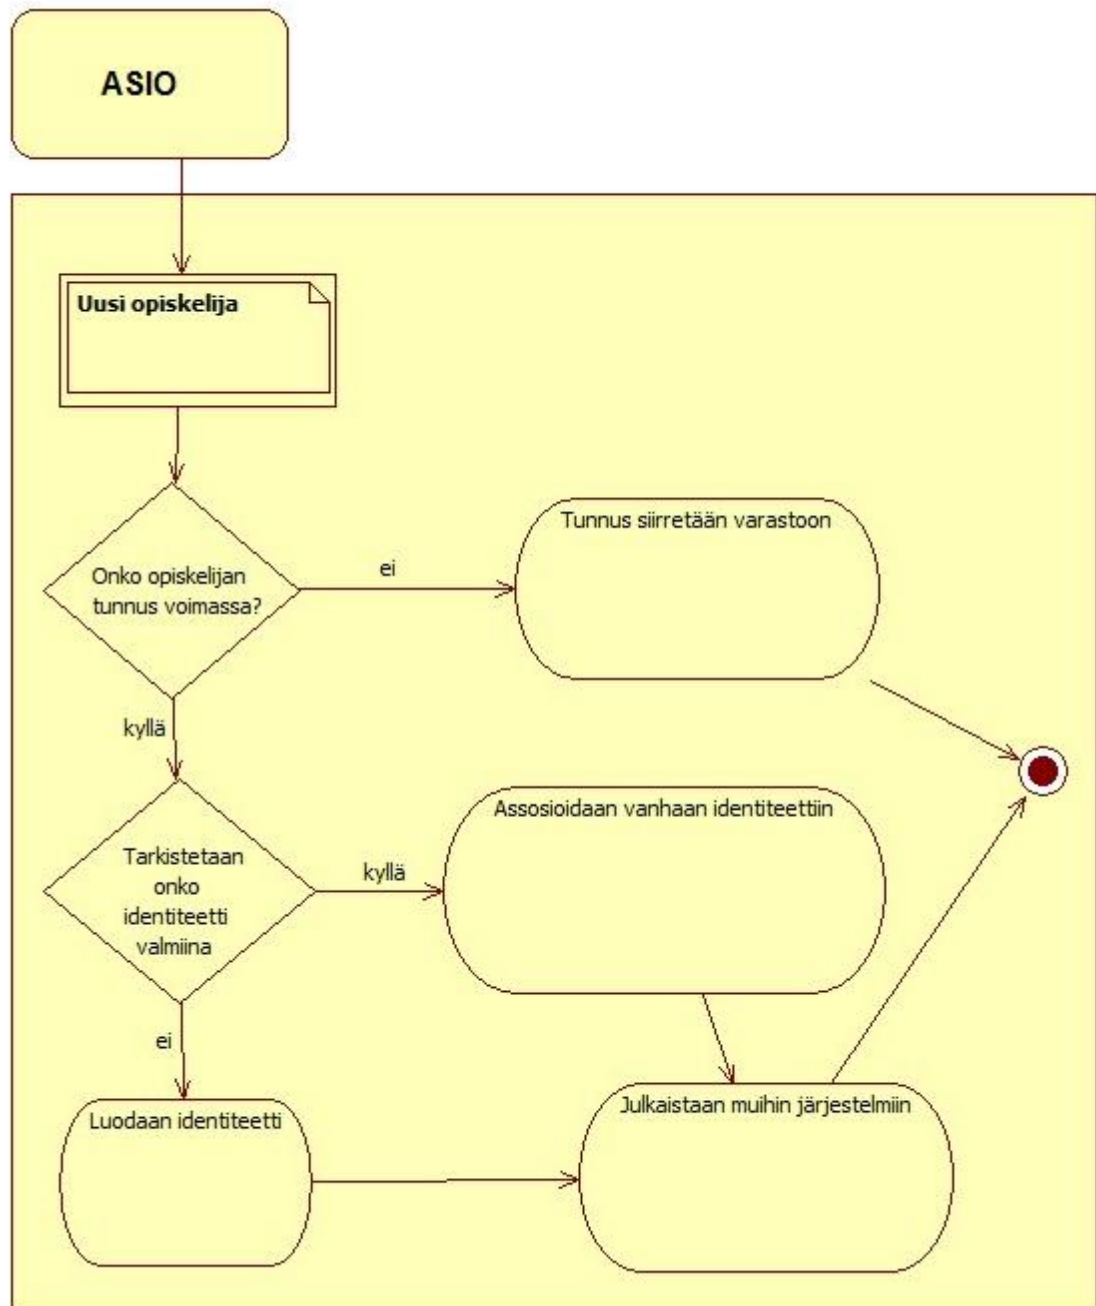 ASIO
Uusi opiskelija
Onko opiskelijan
tunnus voimassa?
ei
Tunnus siirretään varastoon
kyllä
Tarkistetaan
onko
identiteetti
valmiina
kyllä
Assosioidaan vanhaan identiteettiin
ei
Luodaan identiteetti
Julkaistaan muihin järjestelmiin